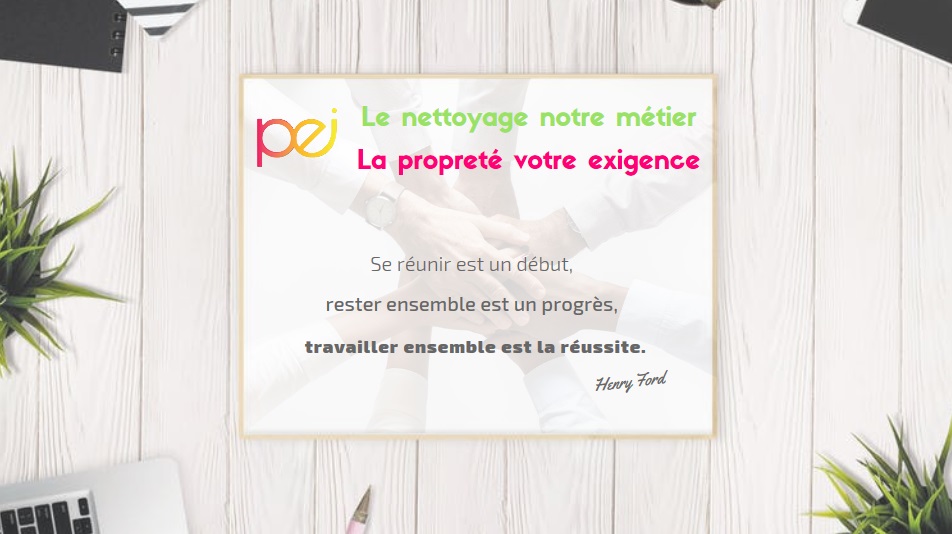 pei
Le nettoyage notre métier
La propreté votre exigence
Se réunir est un début,
rester ensemble est un progrès,
travailler ensemble est la réussite.
Henry Ford